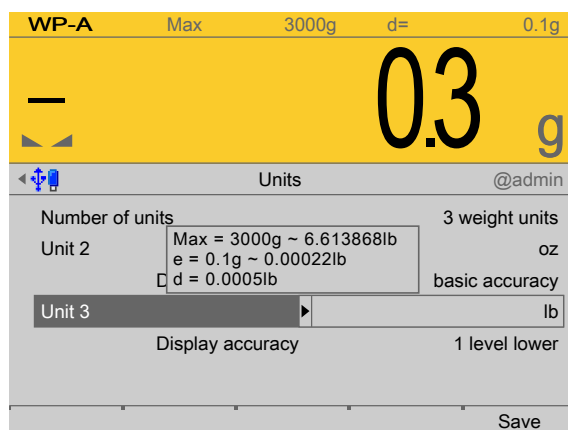 WP-A Max 3000g d= 0.1g
– 0.3 g
Units @admin
Number of units 3 weight units
Unit 2 oz
Max = 3000g ~ 6.613868lb
e = 0.1g ~ 0.00022lb
d = 0.0005lb
D basic accuracy
Unit 3 lb
Display accuracy 1 level lower
Save